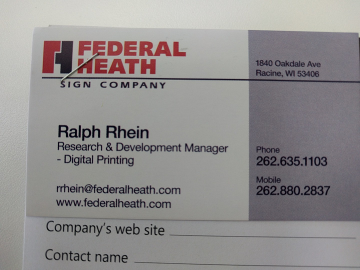 FEDERAL
HEATH
SIGN COMPANY
1840 Oakdale Ave
Racine, WI 53406
Ralph Rhein
Research & Development Manager
- Digital Printing
Phone
262.635.1103
Mobile
262.880.2837
rrhein@federalheath.com
www.federalheath.com
Company's web site
Contact name